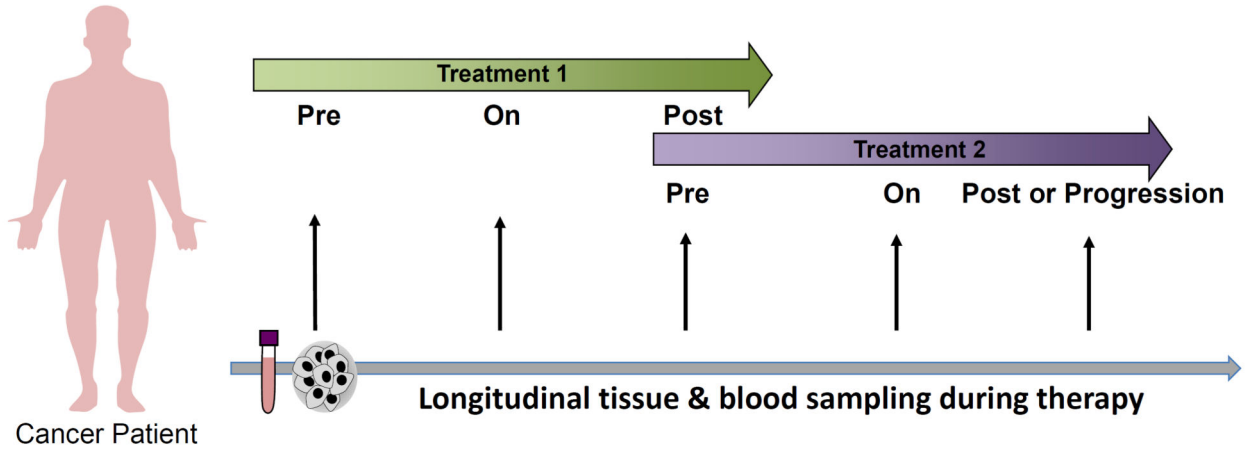 Treatment 1
Pre On Post
Treatment 2
Pre On Post or Progression
Longitudinal tissue & blood sampling during therapy
Cancer Patient